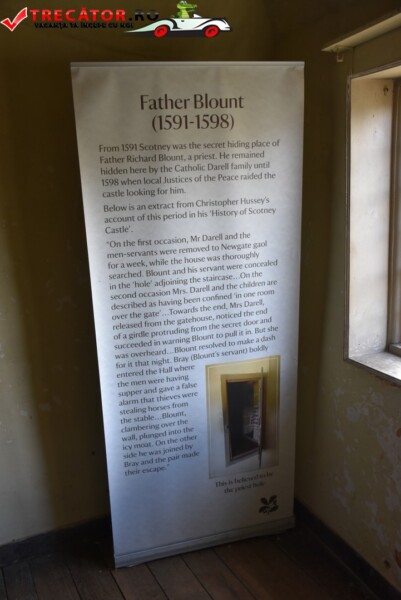 TRECĂTOR.RO
VACANȚA TA ÎNCEPE CU NOI
Father Blount
(1591-1598)
From 1591 Scotney was the secret hiding place of
Father Richard Blount, a priest. He remained
hidden here by the Catholic Darell family until
1598 when local Justices of the Peace raided the
castle looking for him.
Below is an extract from Christopher Hussey's
account of this period in his 'History of Scotney
Castle'.
"On the first occasion, Mr Darell and the
men-servants were removed to Newgate gaol
for a week, while the house was thoroughly
searched. Blount and his servant were concealed
in the 'hole' adjoining the staircase...On the
second occasion Mrs. Darell and the children are
described as having been confined 'in one room
over the gate'...Towards the end, Mrs Darell,
released from the gatehouse, noticed the end
of a girdle protruding from the secret door and
succeeded in warning Blount to pull it in. But she
was overheard...Blount resolved to make a dash
for it that night. Bray (Blount's servant) boldly
entered the Hall where
the men were having
supper and gave a false
alarm that thieves were
stealing horses from
the stable...Blount,
clambering over the
wall, plunged into the
icy moat. On the other
side he was joined by
Bray and the pair made
their escape."
This is believed to be
the priest hole